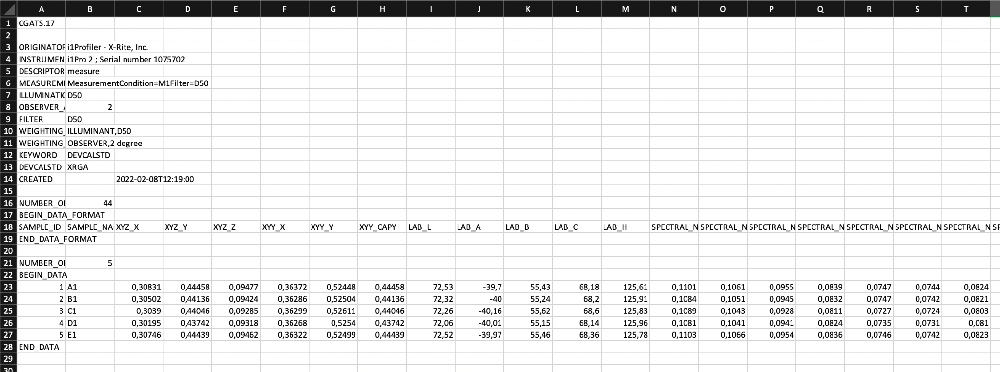 A B C D E F G H I J K L M N O P Q R S T
1 CGATS.17
2
3 ORIGINATOR i1Profiler - X-Rite, Inc.
4 INSTRUMEN i1Pro 2 ; Serial number 1075702
5 DESCRIPTOR measure
6 MEASUREMI MeasurementCondition=M1Filter=D50
7 ILLUMINATIO D50
8 OBSERVER_A 2
9 FILTER D50
10 WEIGHTING_ ILLUMINANT,D50
11 WEIGHTING_ OBSERVER,2 degree
12 KEYWORD DEVCALSTD
13 DEVCALSTD XRGA
14 CREATED 2022-02-08T12:19:00
15
16 NUMBER_OI 44
17 BEGIN_DATA_FORMAT
18 SAMPLE_ID SAMPLE_NA XYZ_X XYZ_Y XYZ_Z XYY_X XYY_Y XYY_CAPY LAB_L LAB_A LAB_B LAB_C LAB_H SPECTRAL_N SPECTRAL_N SPECTRAL_N SPECTRAL_N SPECTRAL_N SPECTRAL_N SPECTRAL_N SP
19 END_DATA_FORMAT
20
21 NUMBER_OI 5
22 BEGIN_DATA
23 1 A1 0,30831 0,44458 0,09477 0,36372 0,52448 0,44458 72,53 -39,7 55,43 68,18 125,61 0,1101 0,1061 0,0955 0,0839 0,0747 0,0744 0,0824
24 2 B1 0,30502 0,44136 0,09424 0,36286 0,52504 0,44136 72,32 -40 55,24 68,2 125,91 0,1084 0,1051 0,0945 0,0832 0,0747 0,0742 0,0821
25 3 C1 0,3039 0,44046 0,09285 0,36299 0,52611 0,44046 72,26 -40,16 55,62 68,6 125,83 0,1089 0,1043 0,0928 0,0811 0,0727 0,0724 0,0803
26 4 D1 0,30195 0,43742 0,09318 0,36268 0,5254 0,43742 72,06 -40,01 55,15 68,14 125,96 0,1081 0,1041 0,0941 0,0824 0,0735 0,0731 0,081
27 5 E1 0,30746 0,44439 0,09462 0,36322 0,52499 0,44439 72,52 -39,97 55,46 68,36 125,78 0,1103 0,1066 0,0954 0,0836 0,0746 0,0742 0,0823
28 END_DATA
29
30